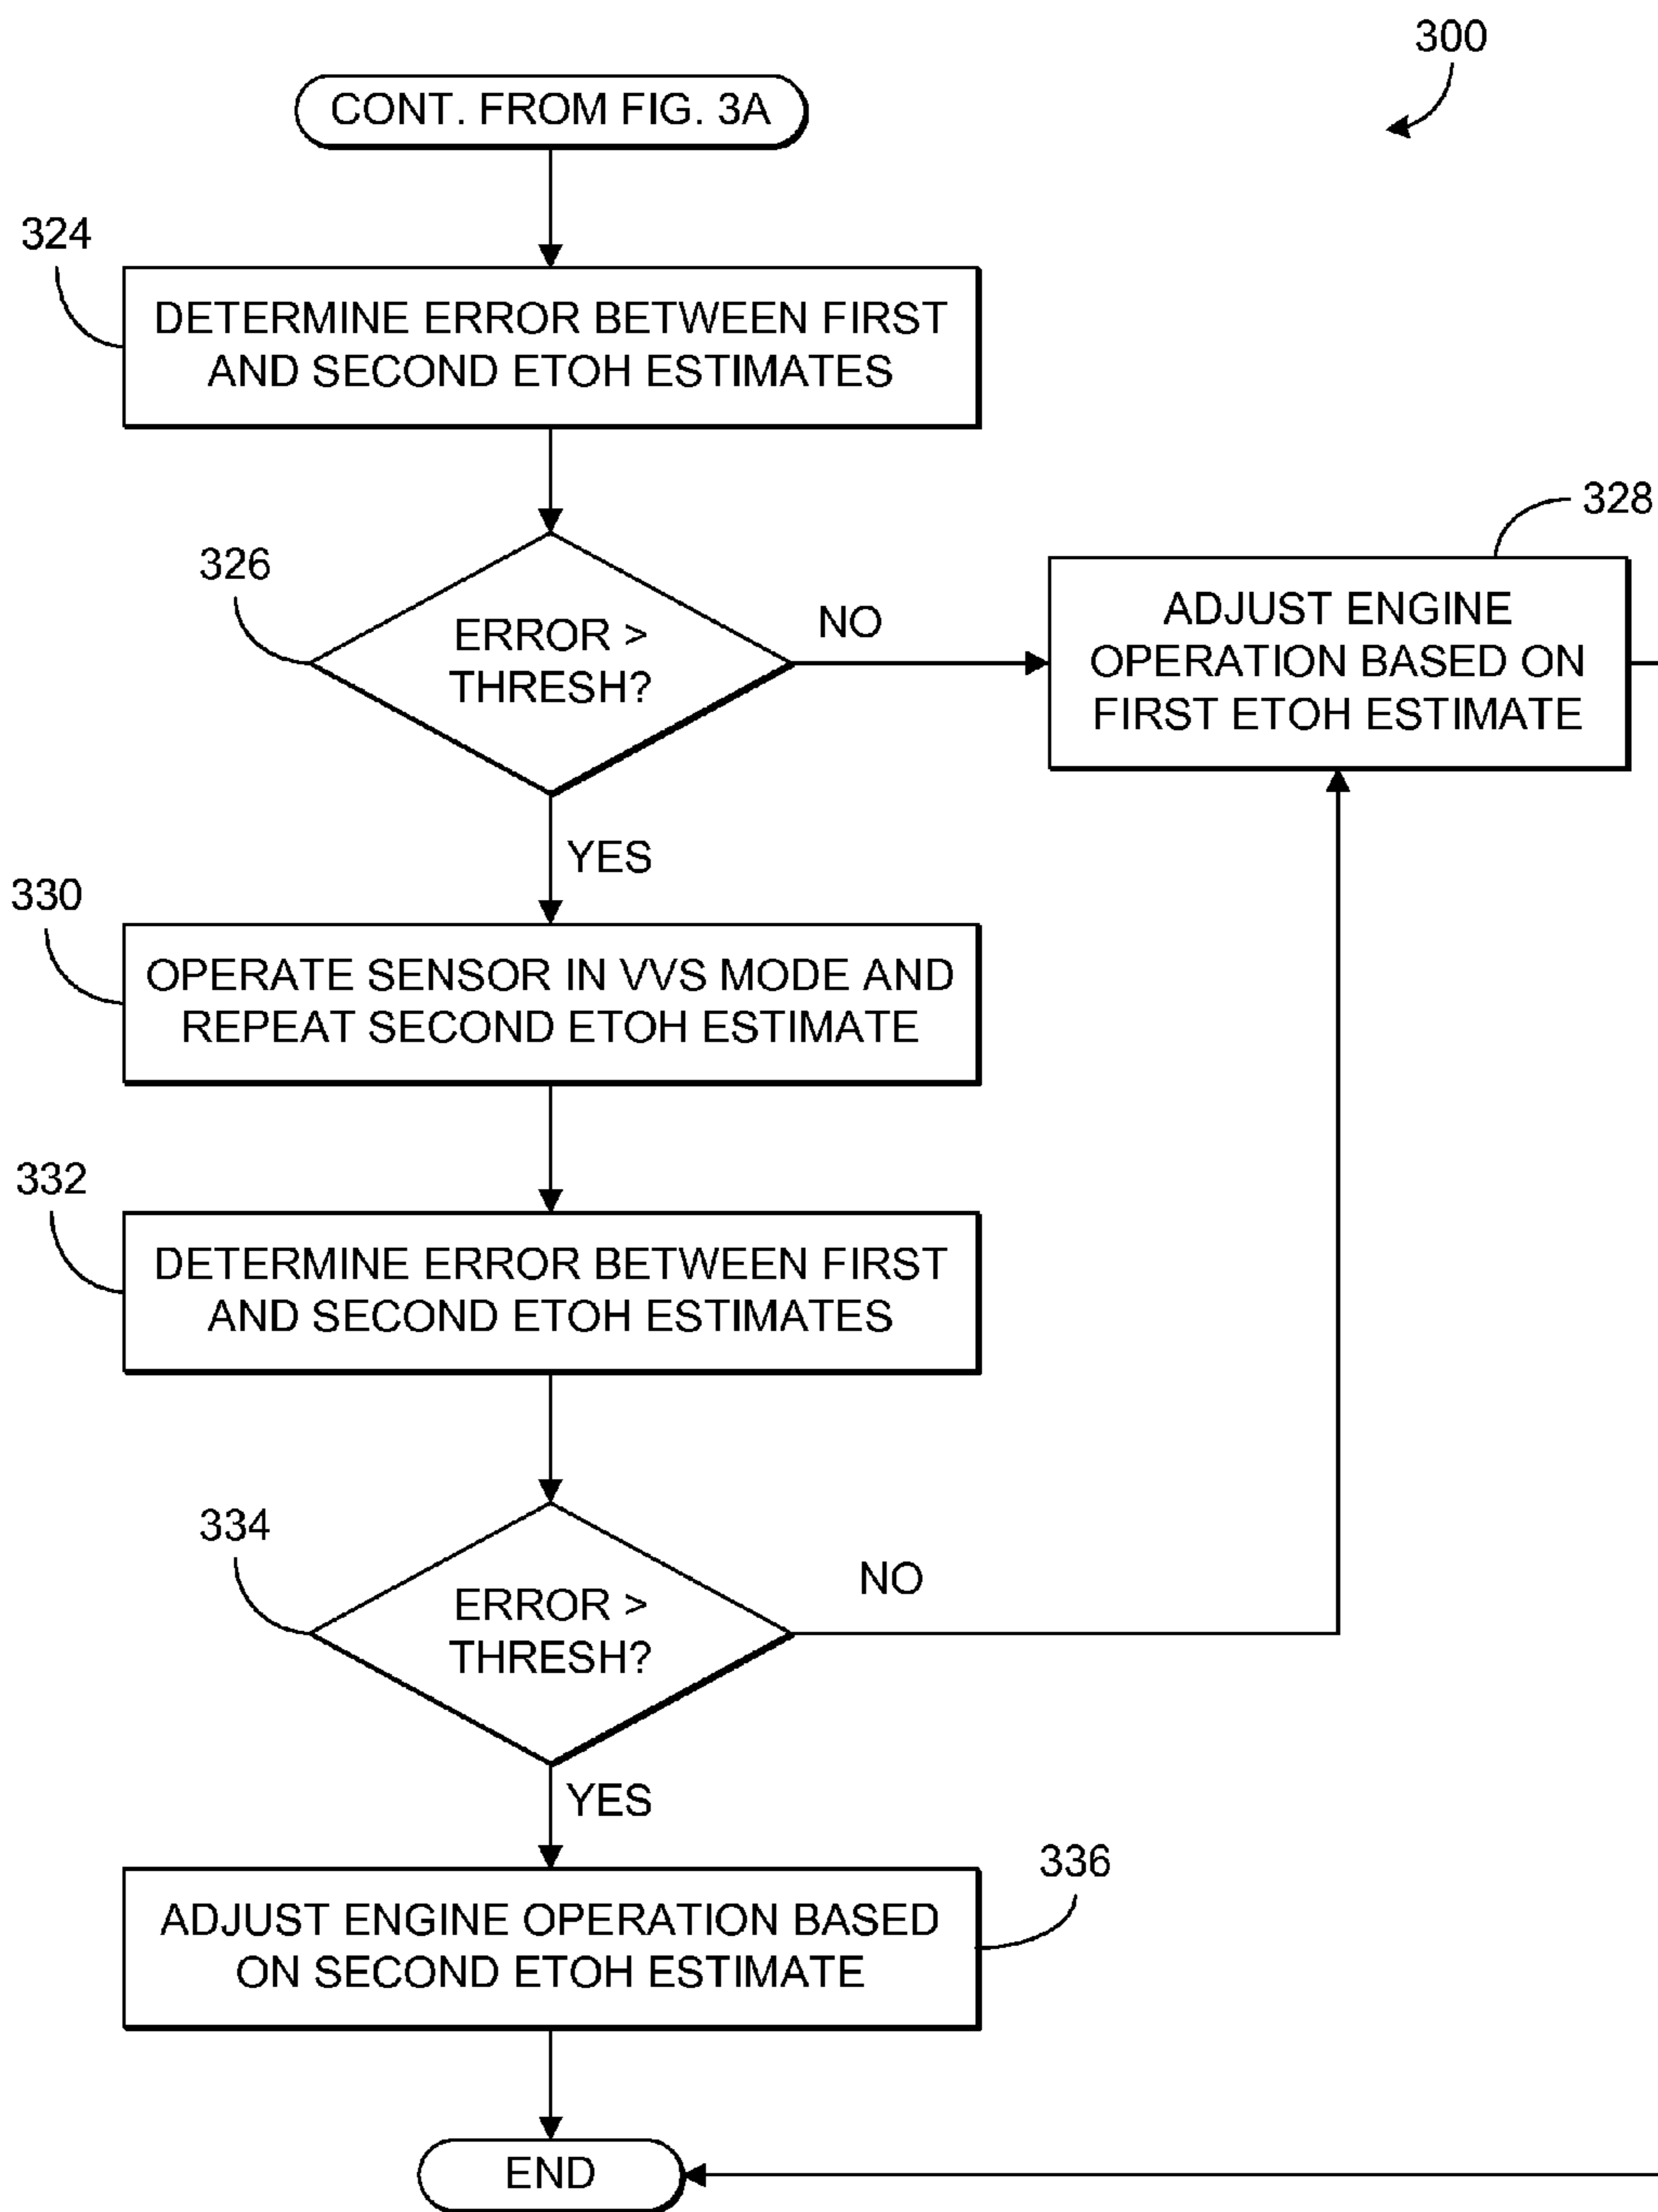 300
CONT. FROM FIG. 3A
324
DETERMINE ERROR BETWEEN FIRST
AND SECOND ETOH ESTIMATES
326
ERROR >
THRESH?
NO
328
ADJUST ENGINE
OPERATION BASED ON
FIRST ETOH ESTIMATE
YES
330
OPERATE SENSOR IN VVS MODE AND
REPEAT SECOND ETOH ESTIMATE
332
DETERMINE ERROR BETWEEN FIRST
AND SECOND ETOH ESTIMATES
334
ERROR >
THRESH?
NO
YES
336
ADJUST ENGINE OPERATION BASED
ON SECOND ETOH ESTIMATE
END